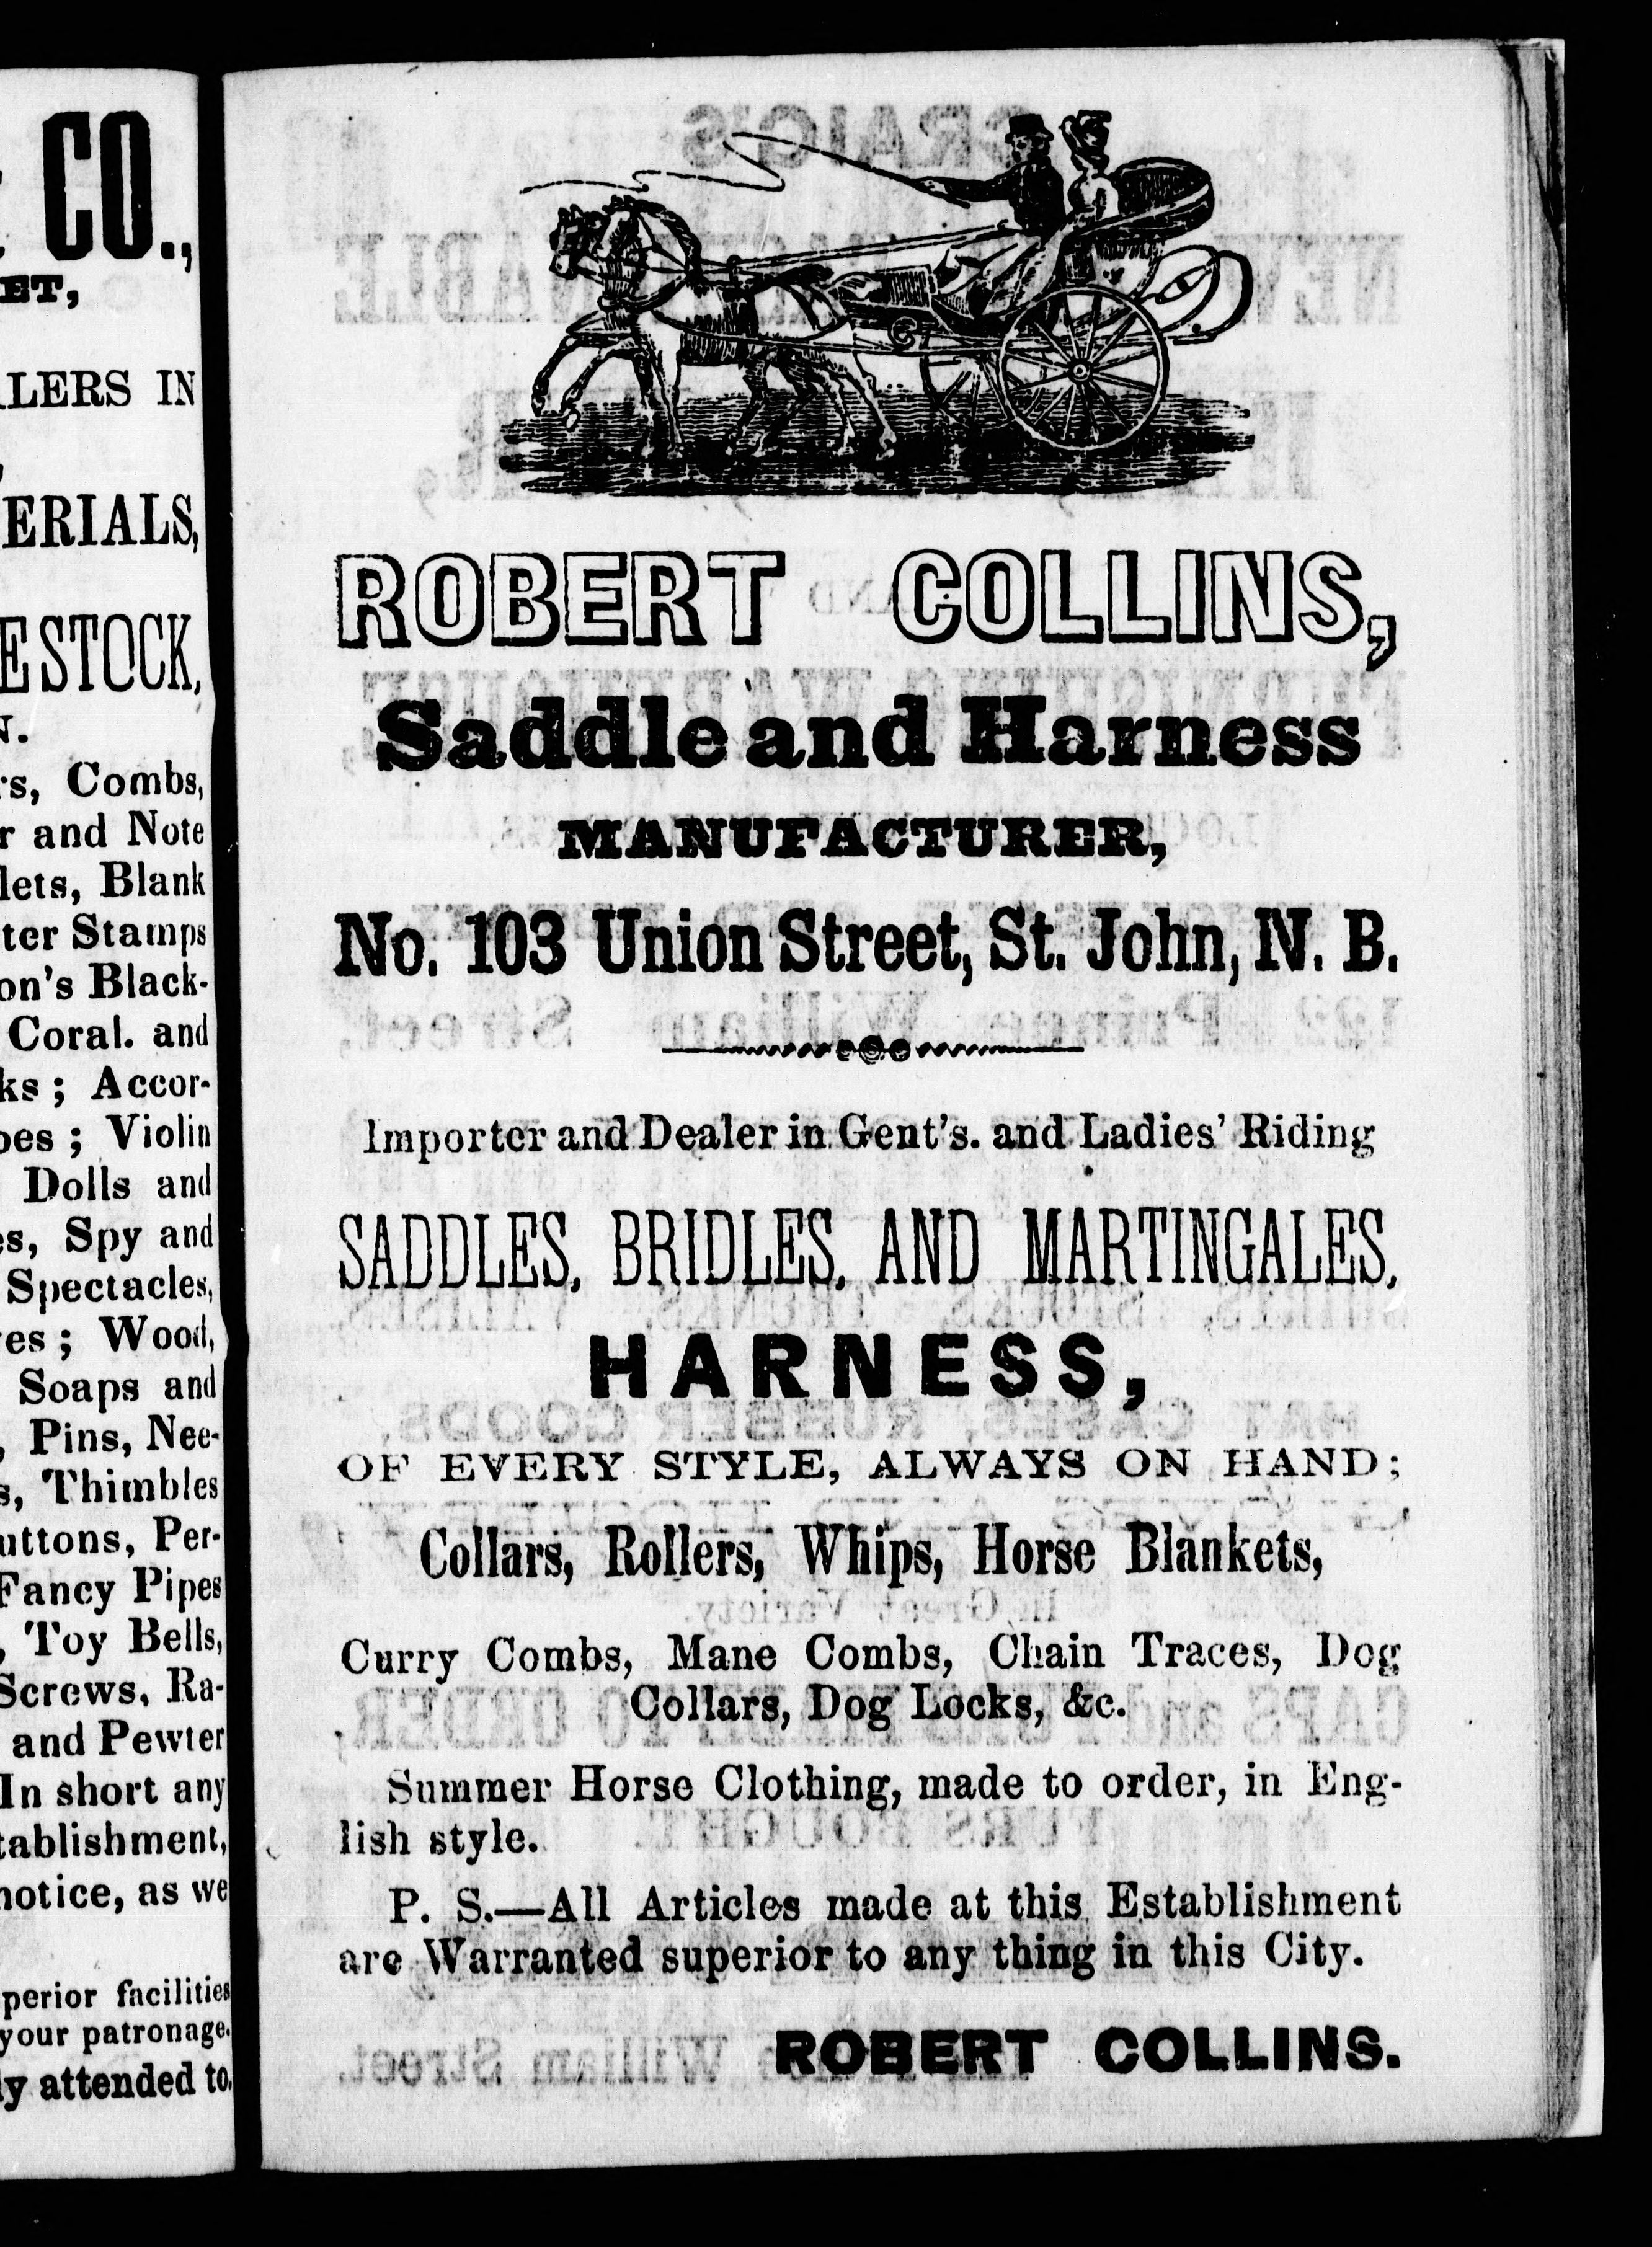 CO.,
ET,
LERS IN
ERIALS,
E STOCK,
N.
rs, Combs,
r and Note
lets, Blank
ter Stamps
on's Black-
Coral. and
ks; Accor-
oes; Violin
Dolls and
es, Spy and
Spectacles,
es; Wood,
Soaps and
, Pins, Nee-
s, Thimbles
uttons, Per-
Fancy Pipes
, Toy Bells,
Screws, Ra-
and Pewter
In short any
tablishment,
notice, as we
perior facilities
your patronage.
ly attended to.
ROBERT COLLINS,
Saddle and Harness
MANUFACTURER,
No. 103 Union Street, St. John, N. B.
Importer and Dealer in Gent's. and Ladies' Riding
SADDLES, BRIDLES, AND MARTINGALES,
HARNESS,
OF EVERY STYLE, ALWAYS ON HAND;
Collars, Rollers, Whips, Horse Blankets,
Curry Combs, Mane Combs, Chain Traces, Dog
Collars, Dog Locks, &c.
Summer Horse Clothing, made to order, in Eng-
lish style.
P. S.—All Articles made at this Establishment
are Warranted superior to any thing in this City.
ROBERT COLLINS.